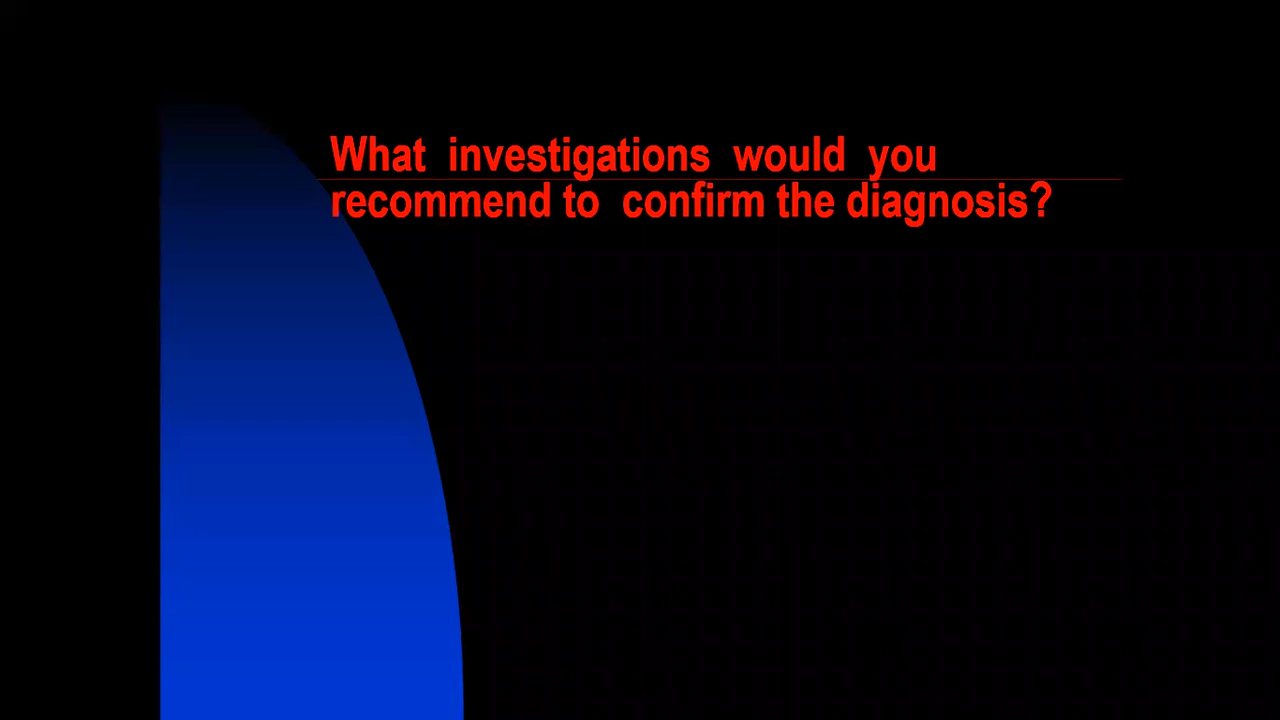 What investigations would you
recommend to confirm the diagnosis?